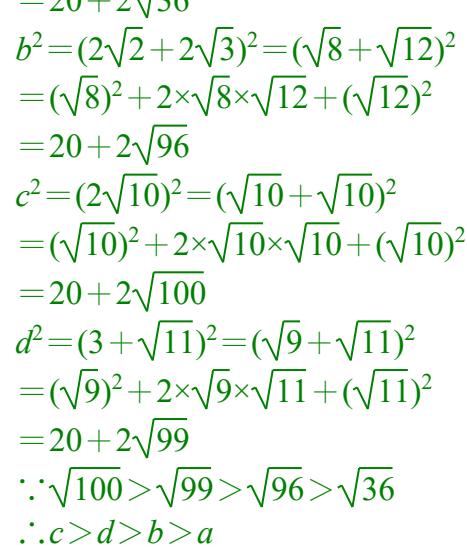 =20+2√36
b²=(2√2+2√3)²=(√8+√12)²
=(√8)²+2×√8×√12+(√12)²
=20+2√96
c²=(2√10)²=(√10+√10)²
=(√10)²+2×√10×√10+(√10)²
=20+2√100
d²=(3+√11)²=(√9+√11)²
=(√9)²+2×√9×√11+(√11)²
=20+2√99
∵√100>√99>√96>√36
∴c>d>b>a